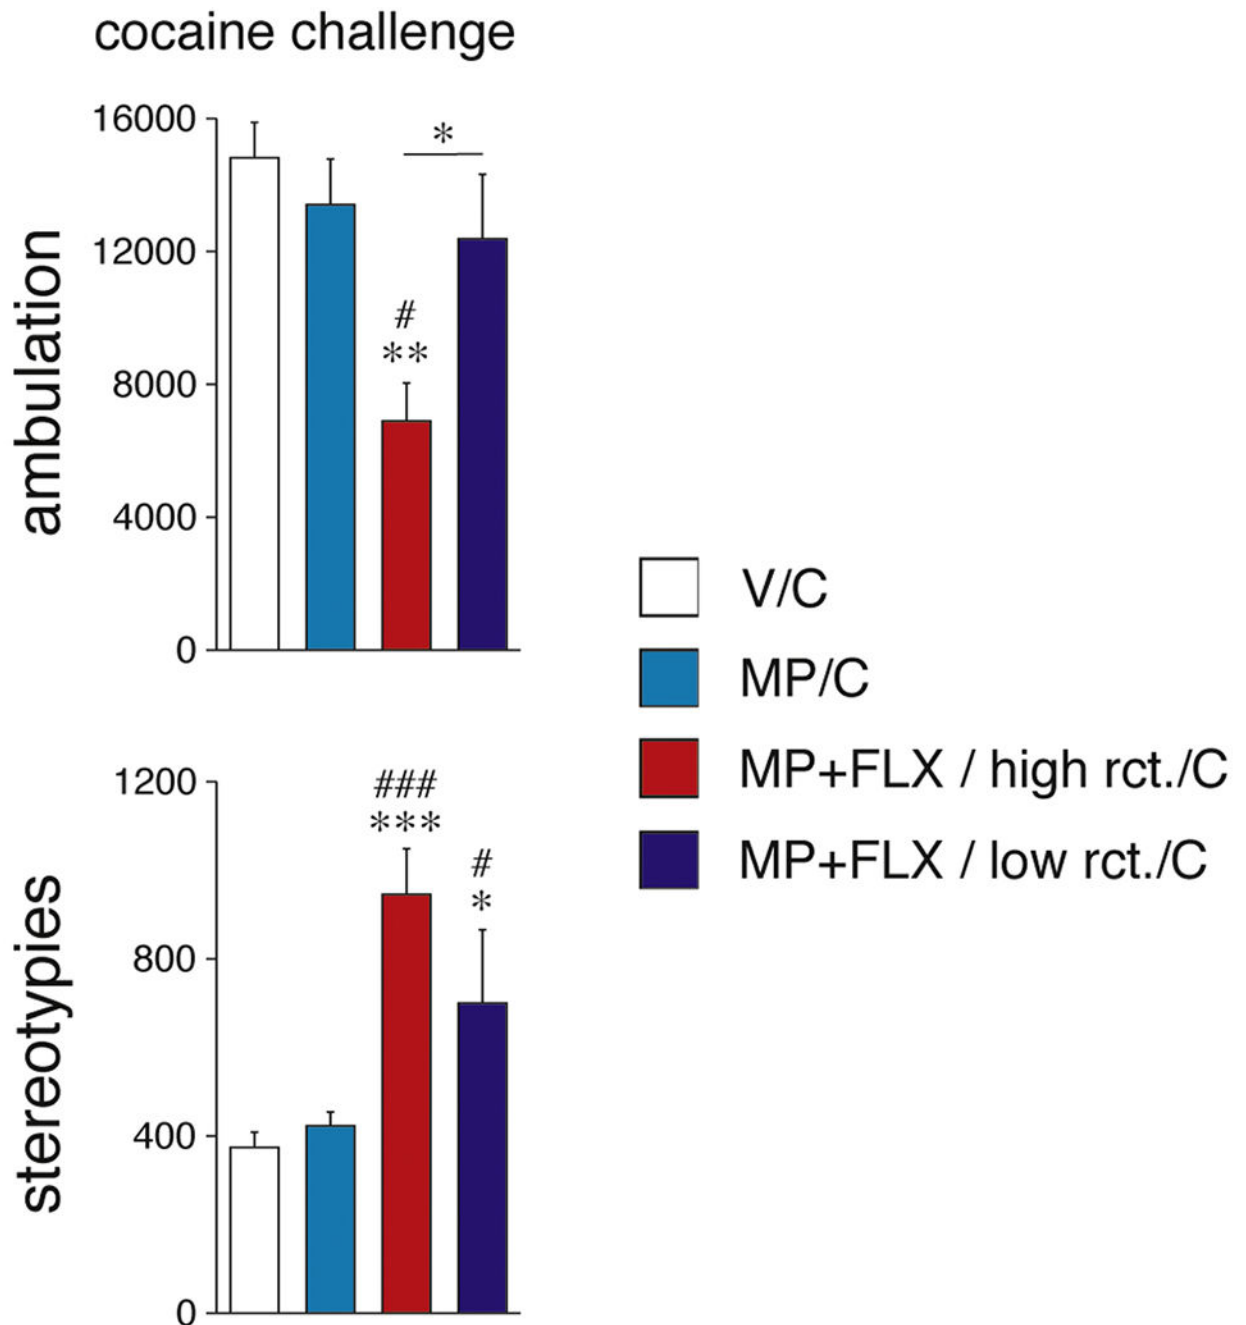 cocaine challenge
ambulation
16000
12000
8000
4000
0
*
#
**
stereotypies
1200
800
400
0
###
***
#
*
V/C
MP/C
MP+FLX / high rct./C
MP+FLX / low rct./C